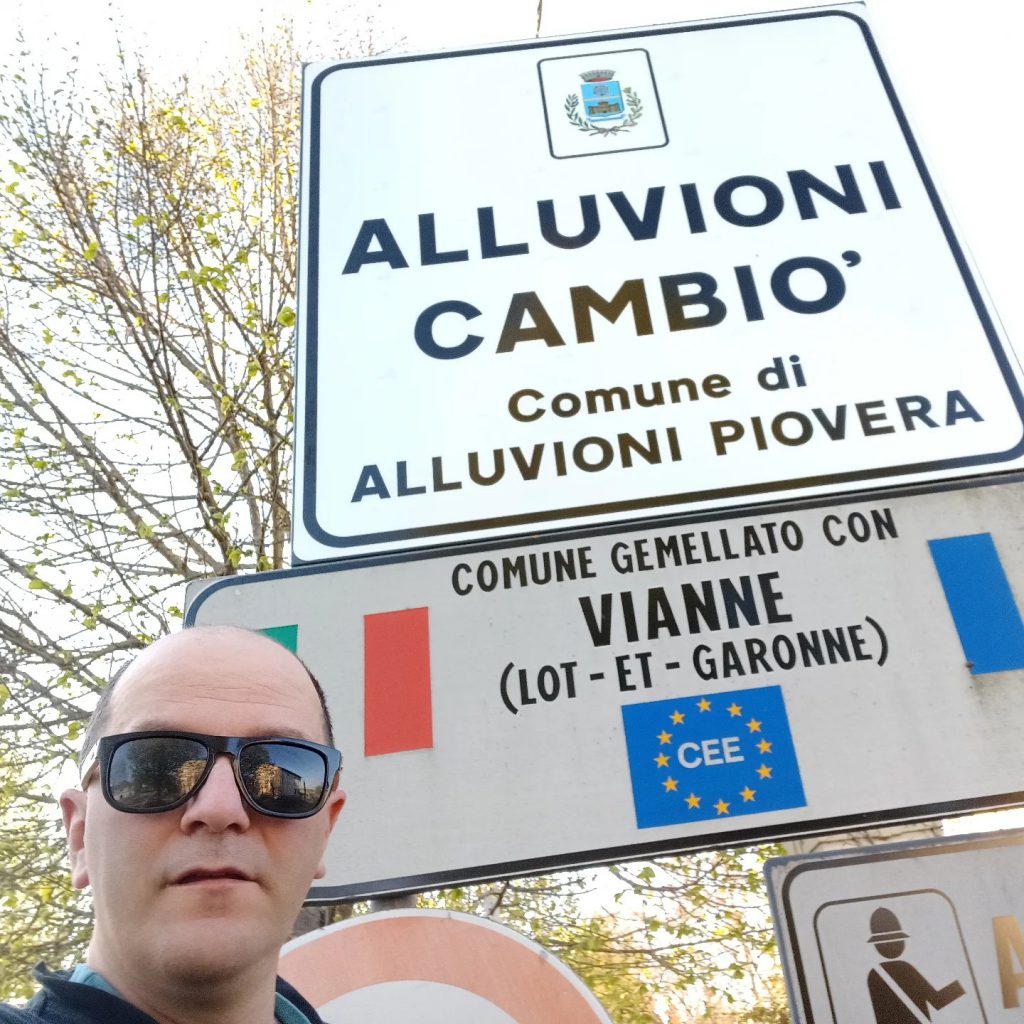 ALLUVIONI
CAMBIO'
Comune di
ALLUVIONI PIOVERA
COMUNE GEMELLATO CON
VIANNE
(LOT - ET - GARONNE)
CEE